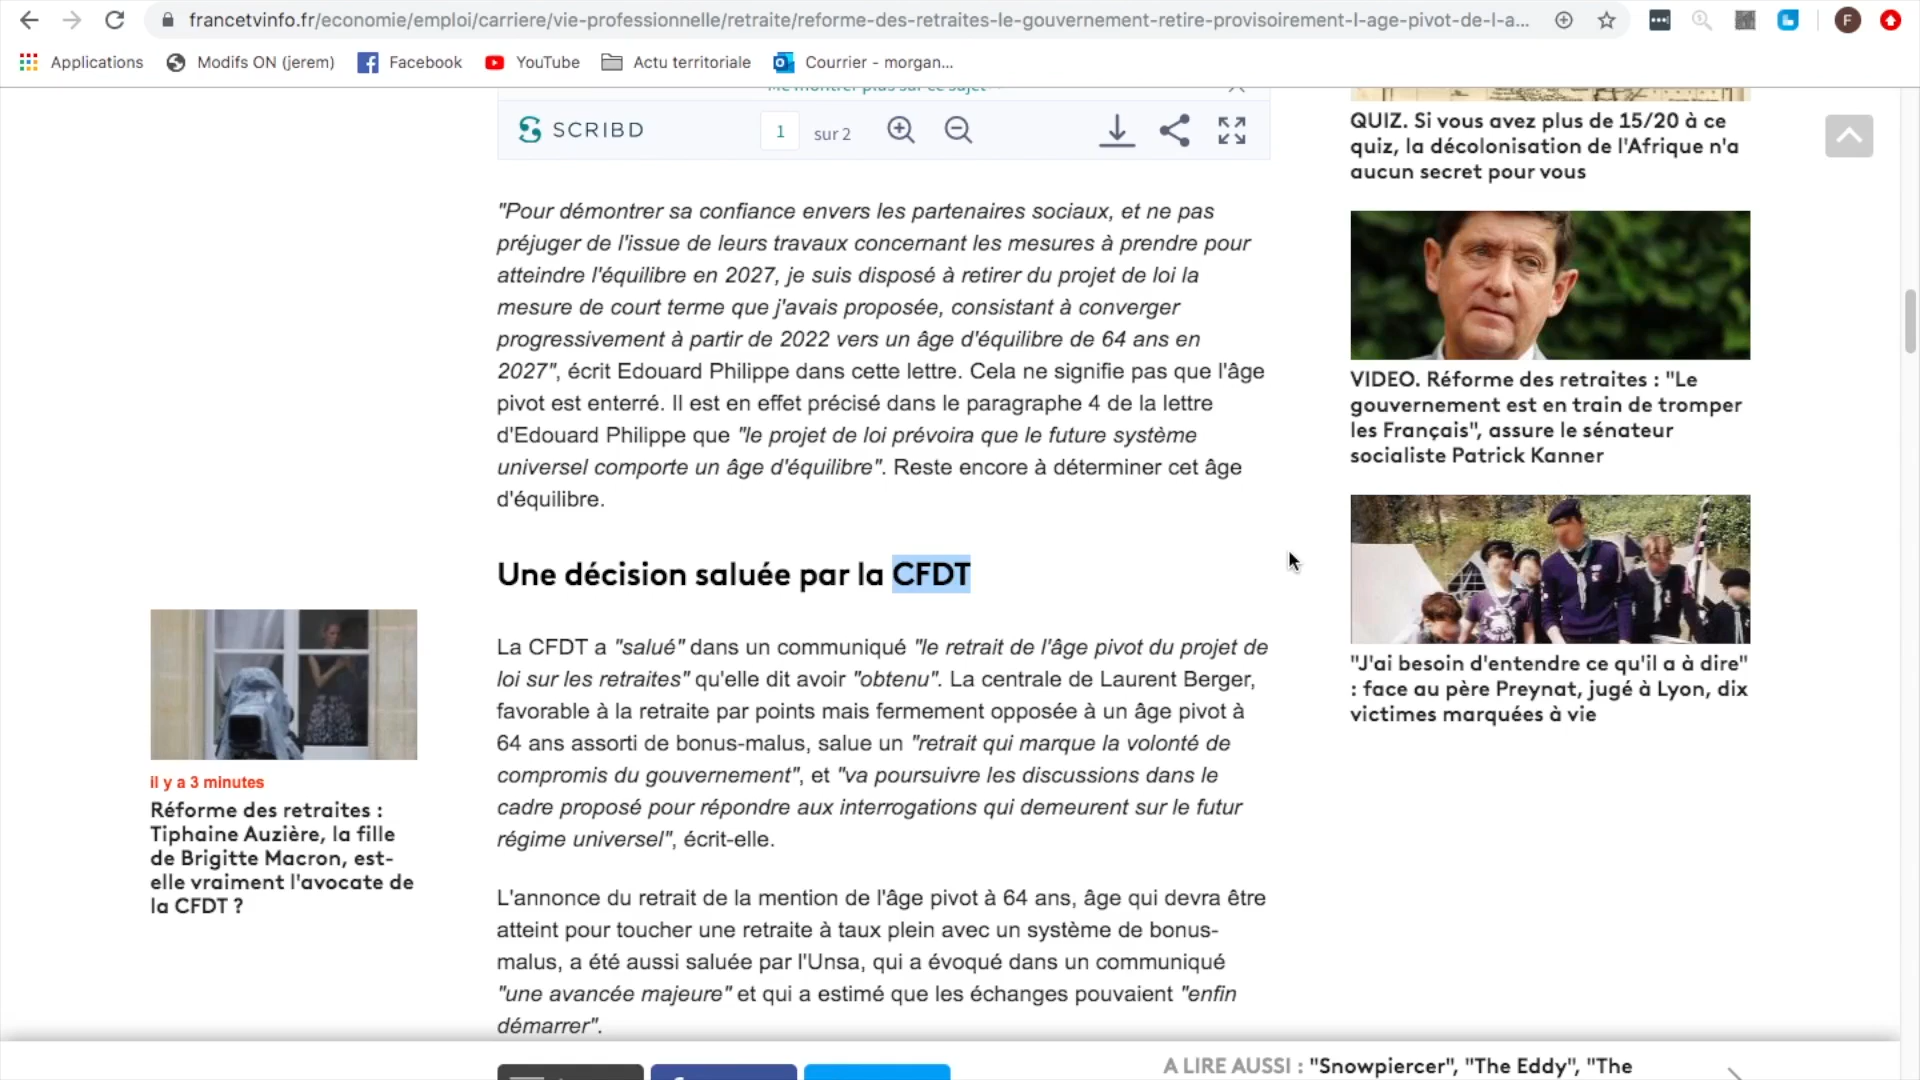 francetvinfo.fr/economie/emploi/carriere/vie-professionnelle/retraite/reforme-des-retraites-le-gouvernement-retire-provisoirement-l-age-pivot-de-l-a...
F
Applications
Modifs ON (jerem)
Facebook
YouTube
Actu territoriale
Courrier - morgan...
Me montrer plus sur ce sujet
SCRIBD
1 sur 2
"Pour démontrer sa confiance envers les partenaires sociaux, et ne pas
préjuger de l'issue de leurs travaux concernant les mesures à prendre pour
atteindre l'équilibre en 2027, je suis disposé à retirer du projet de loi la
mesure de court terme que j'avais proposée, consistant à converger
progressivement à partir de 2022 vers un âge d'équilibre de 64 ans en
2027", écrit Edouard Philippe dans cette lettre. Cela ne signifie pas que l'âge
pivot est enterré. Il est en effet précisé dans le paragraphe 4 de la lettre
d'Edouard Philippe que "le projet de loi prévoira que le future système
universel comporte un âge d'équilibre". Reste encore à déterminer cet âge
d'équilibre.
Une décision saluée par la CFDT
La CFDT a "salué" dans un communiqué "le retrait de l'âge pivot du projet de
loi sur les retraites" qu'elle dit avoir "obtenu". La centrale de Laurent Berger,
favorable à la retraite par points mais fermement opposée à un âge pivot à
64 ans assorti de bonus-malus, salue un "retrait qui marque la volonté de
compromis du gouvernement", et "va poursuivre les discussions dans le
cadre proposé pour répondre aux interrogations qui demeurent sur le futur
régime universel", écrit-elle.
L'annonce du retrait de la mention de l'âge pivot à 64 ans, âge qui devra être
atteint pour toucher une retraite à taux plein avec un système de bonus-
malus, a été aussi saluée par l'Unsa, qui a évoqué dans un communiqué
"une avancée majeure" et qui a estimé que les échanges pouvaient "enfin
démarrer".
il y a 3 minutes
Réforme des retraites :
Tiphaine Auzière, la fille
de Brigitte Macron, est-
elle vraiment l'avocate de
la CFDT ?
QUIZ. Si vous avez plus de 15/20 à ce
quiz, la décolonisation de l'Afrique n'a
aucun secret pour vous
VIDEO. Réforme des retraites : "Le
gouvernement est en train de tromper
les Français", assure le sénateur
socialiste Patrick Kanner
"J'ai besoin d'entendre ce qu'il a à dire"
: face au père Preynat, jugé à Lyon, dix
victimes marquées à vie
A LIRE AUSSI : "Snowpiercer", "The Eddy", "The